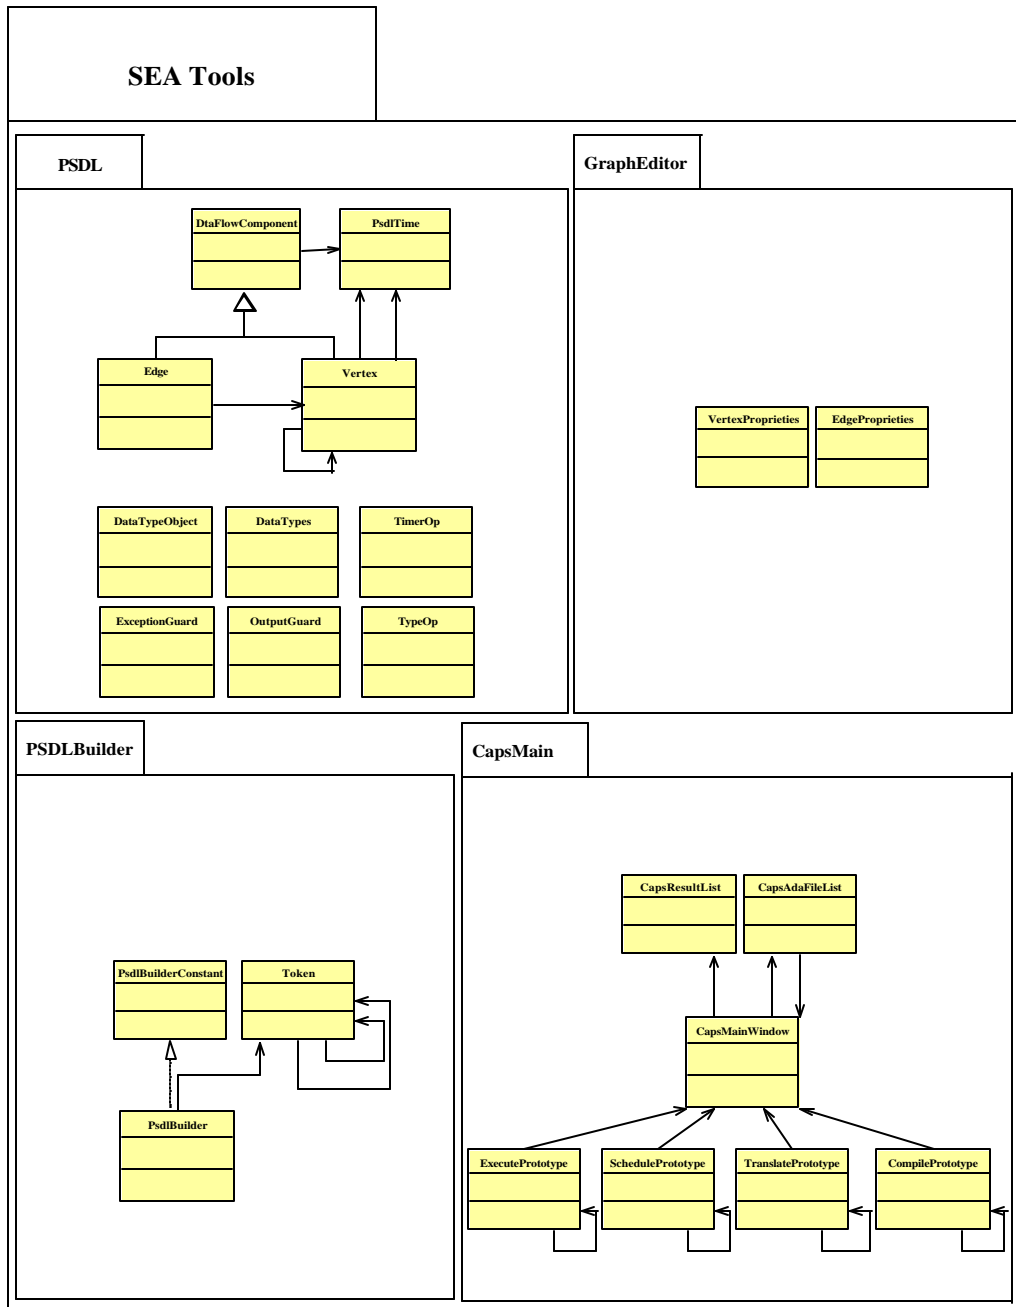 SEA Tools
PSDL
GraphEditor
DtaFlowComponent
PsdlTime
Edge
Vertex
VertexProprieties
EdgeProprieties
DataTypeObject
DataTypes
TimerOp
ExceptionGuard
OutputGuard
TypeOp
PSDLBuilder
CapsMain
CapsResultList
CapsAdaFileList
PsdlBuilderConstant
Token
CapsMainWindow
PsdlBuilder
ExecutePrototype
SchedulePrototype
TranslatePrototype
CompilePrototype